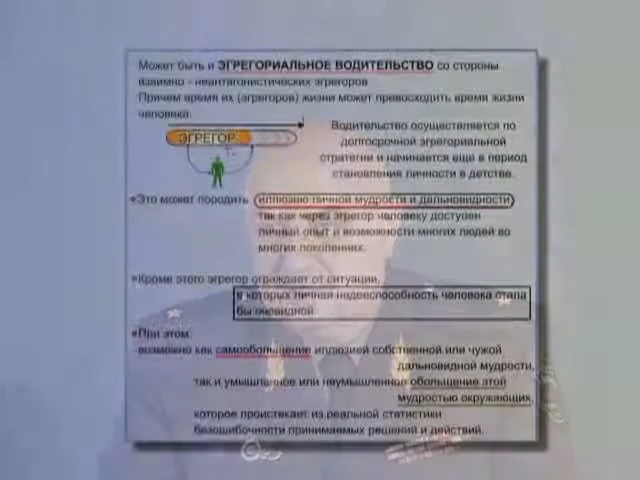 Может быть и ЭГРЕГОРИАЛЬНОЕ ВОДИТЕЛЬСТВО со стороны
взаимно - неантагонистических эгрегоров
Причем время их (эгрегоров) жизни может превосходить время жизни
человека.
ЭГРЕГОР
Водительство осуществляется по
долгосрочной эгрегориальной
стратегии и начинается еще в период
становления личности в детстве.
Это может породить иллюзию личной мудрости и дальновидности
так как через эгрегор человеку доступен
личный опыт и возможности многих людей во
многих поколениях.
Кроме этого эгрегор ограждает от ситуации,
в которых личная недееспособность человека стала
бы очевидной
При этом:
возможно как самообольщение иллюзией собственной или чужой
дальновидной мудрости,
так и умышленное или неумышленное обольщение этой
мудростью окружающих,
которое проистекает из реальной статистики
безошибочности принимаемых решений и действий.